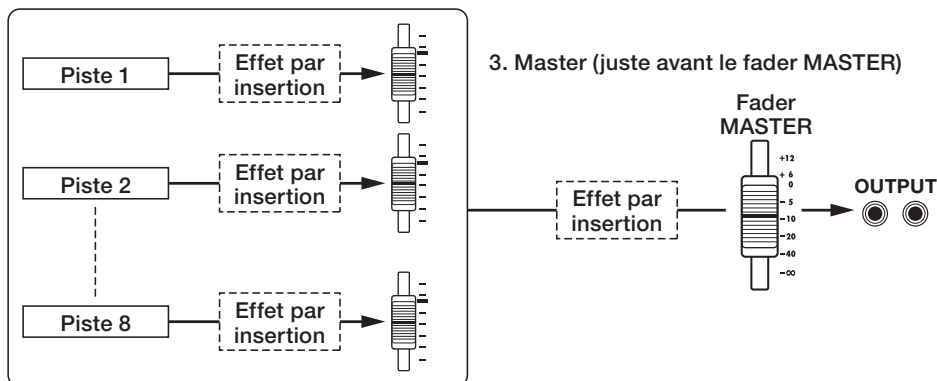 Piste 1
Effet par
insertion
Piste 2
Effet par
insertion
Piste 8
Effet par
insertion
3. Master (juste avant le fader MASTER)
Effet par
insertion
Fader
MASTER
+12
+ 6
0
- 5
-10
-20
-40
-∞
OUTPUT